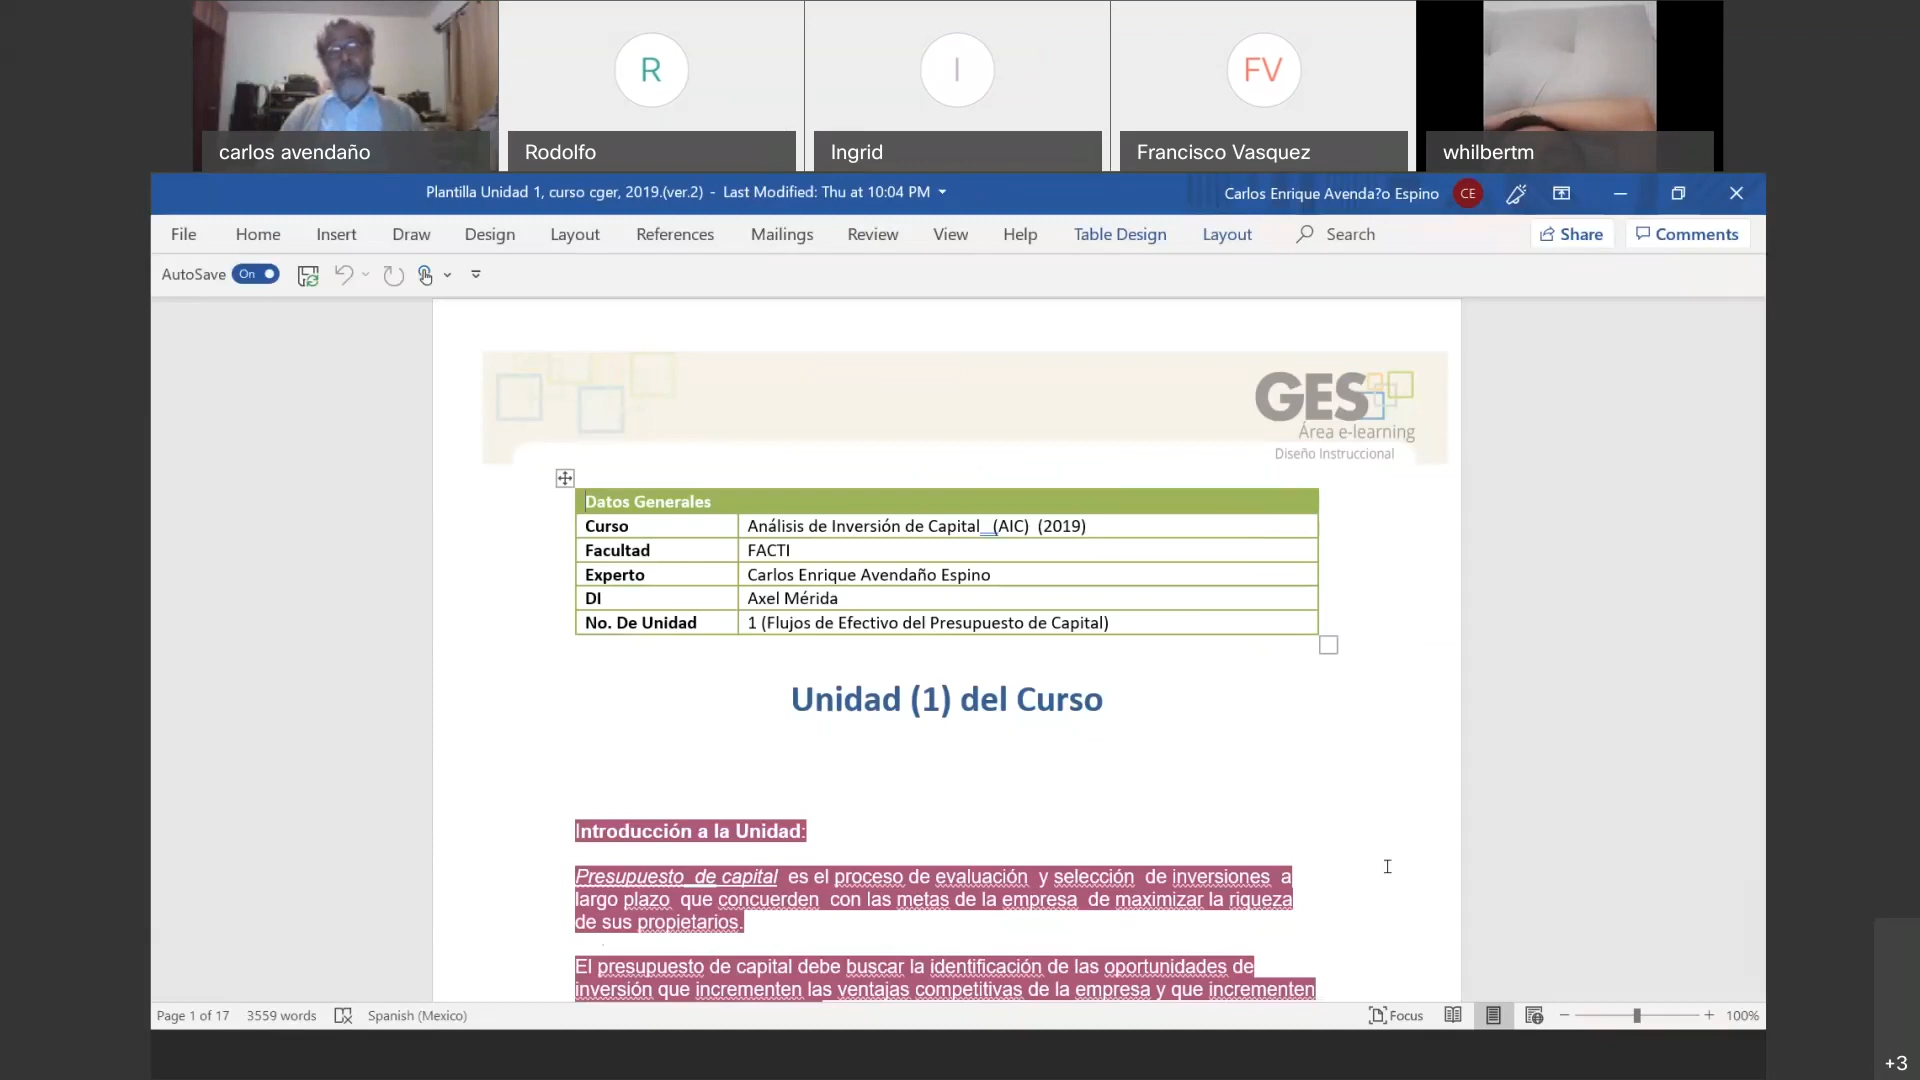 R
I
FV
carlos avendaño
Rodolfo
Ingrid
Francisco Vasquez
whilbertm
Plantilla Unidad 1, curso cger, 2019.(ver.2) - Last Modified: Thu at 10:04 PM
Carlos Enrique Avenda?o Espino
CE
File Home Insert Draw Design Layout References Mailings Review View Help Table Design Layout Search
Share
Comments
AutoSave On
GES
Área e-learning
Diseño Instruccional
Datos Generales
Curso Análisis de Inversión de Capital (AIC) (2019)
Facultad FACTI
Experto Carlos Enrique Avendaño Espino
DI Axel Mérida
No. De Unidad 1 (Flujos de Efectivo del Presupuesto de Capital)
Unidad (1) del Curso
Introducción a la Unidad:
Presupuesto de capital es el proceso de evaluación y selección de inversiones a
largo plazo que concuerden con las metas de la empresa de maximizar la riqueza
de sus propietarios.
El presupuesto de capital debe buscar la identificación de las oportunidades de
inversión que incrementen las ventajas competitivas de la empresa y que incrementen
Page 1 of 17 3559 words Spanish (Mexico) Focus 100%
+3